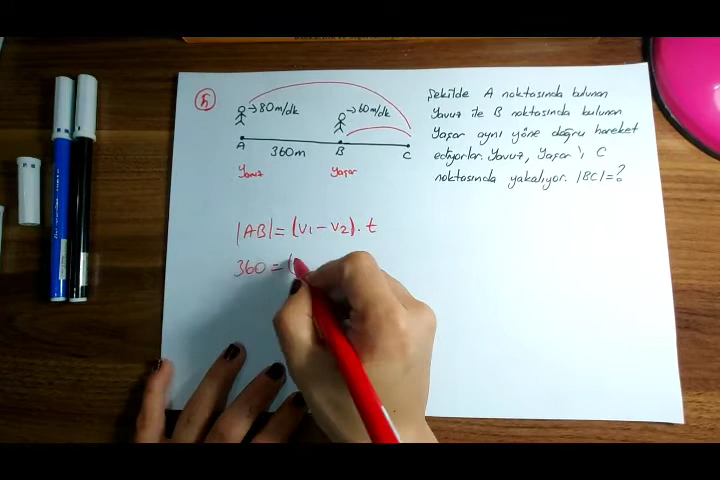 5
→80m/dk
→60m/dk
A
B
C
360m
Yavuz
Yaşar
Şekilde A noktasında bulunan
Yavuz ile B noktasında bulunan
Yaşar aynı yöne doğru hareket
ediyorlar. Yavuz, Yaşar'ı C
noktasında yakalıyor. |BC|=?
|AB|= (V1 - V2). t
360 = (